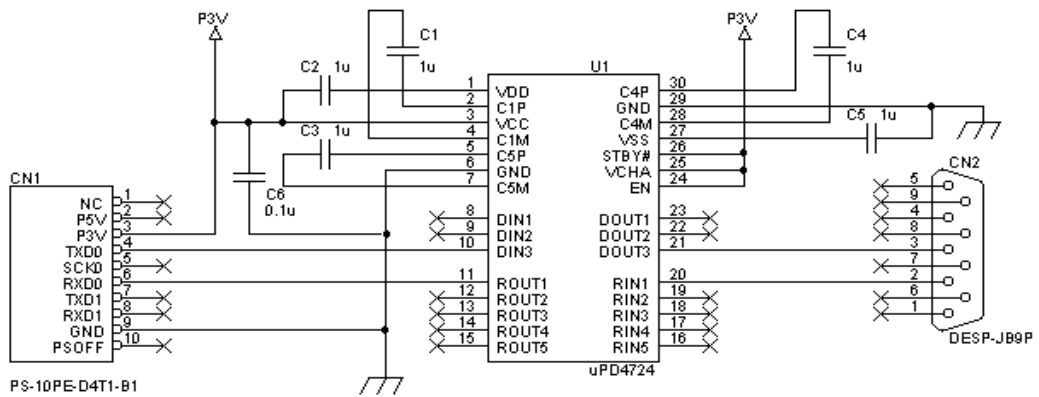 P3V
C1
1u
C2 1u
C3 1u
C6
0.1u
U1
P3V
C4
1u
C5 1u
CN1
NC 1
P5V 2
P3V 3
TXD0 4
SCK0 5
RXD0 6
TXD1 7
RXD1 8
GND 9
PSOFF 10
PS-10PE-D4T1-B1
1 VDD
2 C1P
3 VCC
4 C1M
5 C5P
6 GND
7 C5M
8 DIN1
9 DIN2
10 DIN3
11 ROUT1
12 ROUT2
13 ROUT3
14 ROUT4
15 ROUT5
C4P 30
GND 29
C4M 28
VSS 27
STBY# 26
VCHA 25
EN 24
DOUT1 23
DOUT2 22
DOUT3 21
RIN1 20
RIN2 19
RIN3 18
RIN4 17
RIN5 16
uPD4724
CN2
5
9
4
8
3
7
2
6
1
DESP-JB9P